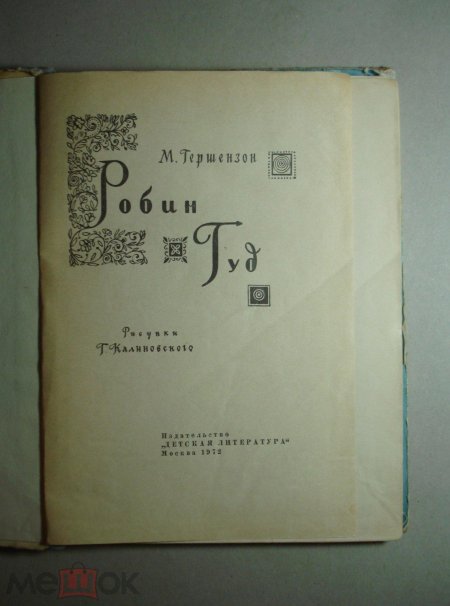 М. Гершензон
Робин
Гуд
Рисунки
Г. Калиновского
Издательство
„ДЕТСКАЯ ЛИТЕРАТУРА“
Москва 1972
мешок